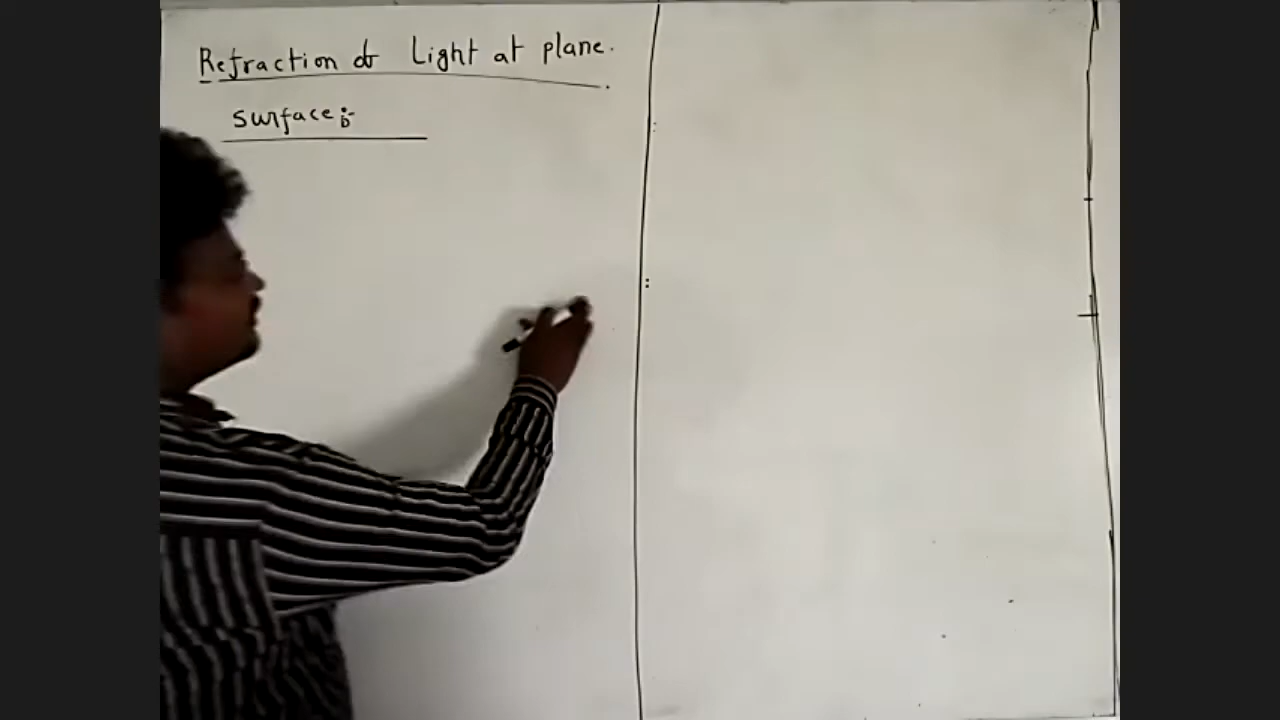 Refraction of Light at plane.
surface:-